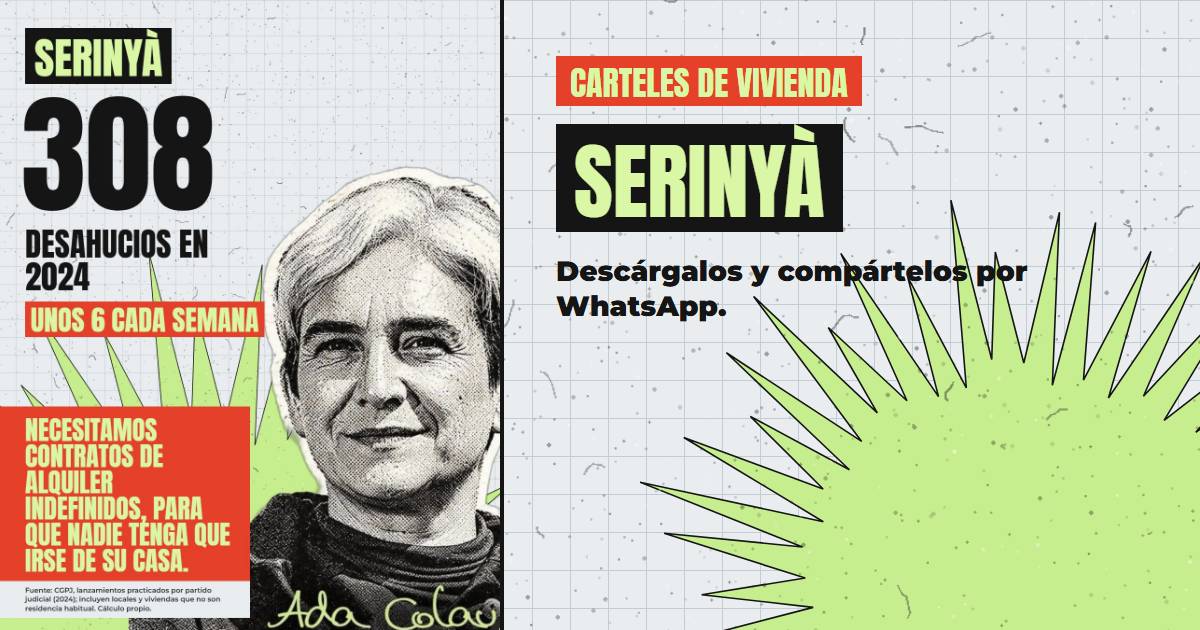 SERINYÀ
308
DESAHUCIOS EN
2024
UNOS 6 CADA SEMANA
NECESITAMOS
CONTRATOS DE
ALQUILER
INDEFINIDOS, PARA
QUE NADIE TENGA QUE
IRSE DE SU CASA.
Fuente: CGPJ, lanzamientos practicados por partido
judicial (2024); incluyen locales y viviendas que no son
residencia habitual. Cálculo propio.
Ada Colau
CARTELES DE VIVIENDA
SERINYÀ
Descárgalos y compártelos por
WhatsApp.